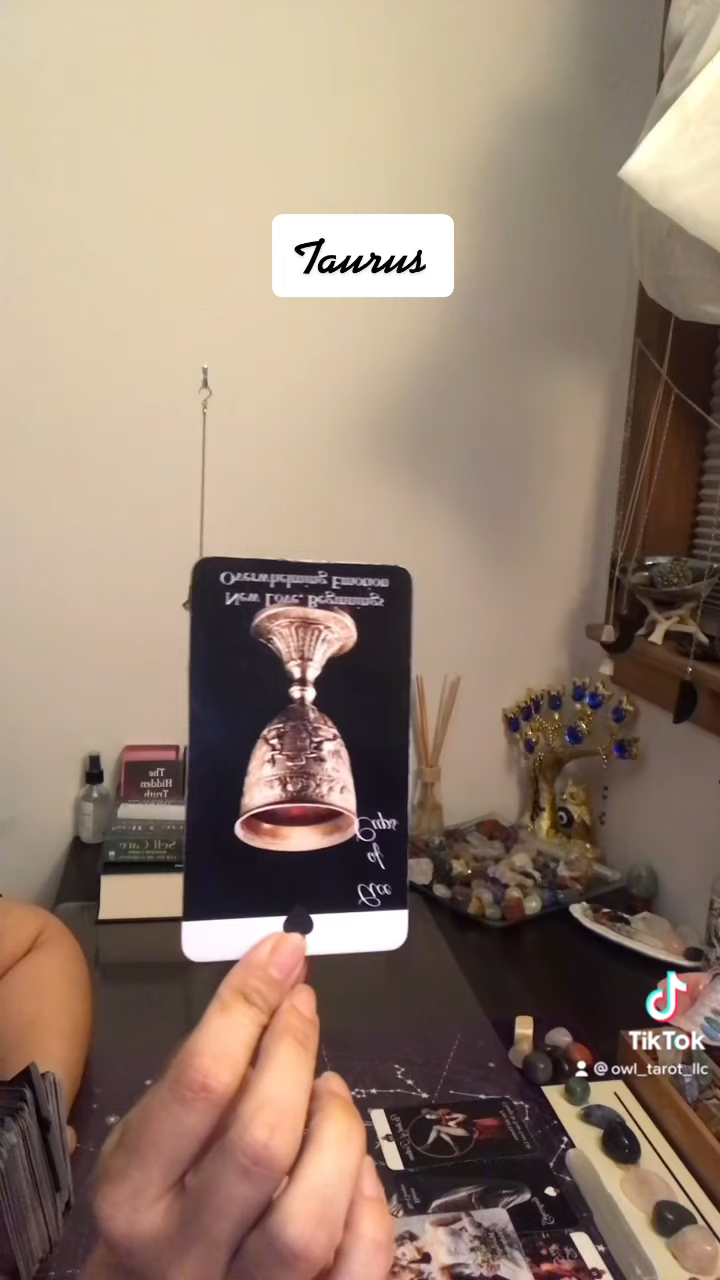 Taurus
Overwhelming Emotion
New Love, Beginnings
Ace
of
Cups
The
Hidden
Truth
Self Care
TikTok
@owl_tarot_llc